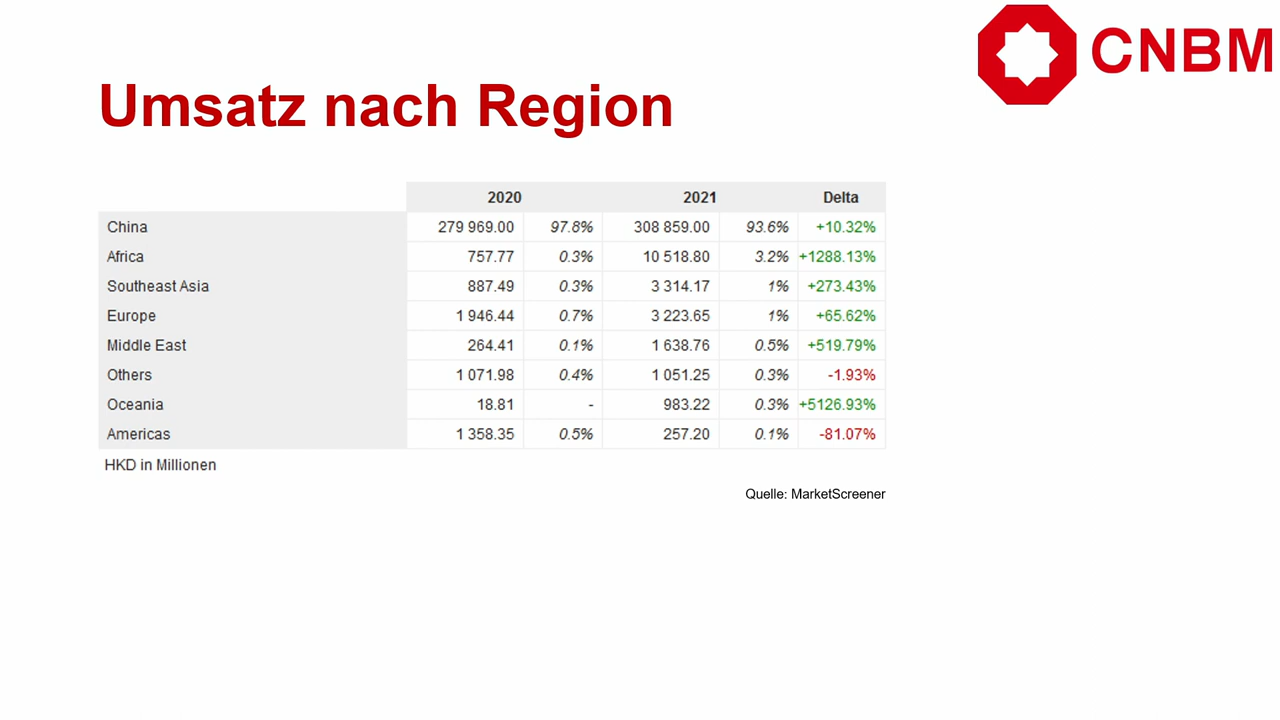 CNBM
Umsatz nach Region
2020 2021 Delta
China 279 969.00 97.8% 308 859.00 93.6% +10.32%
Africa 757.77 0.3% 10 518.80 3.2% +1288.13%
Southeast Asia 887.49 0.3% 3 314.17 1% +273.43%
Europe 1 946.44 0.7% 3 223.65 1% +65.62%
Middle East 264.41 0.1% 1 638.76 0.5% +519.79%
Others 1 071.98 0.4% 1 051.25 0.3% -1.93%
Oceania 18.81 - 983.22 0.3% +5126.93%
Americas 1 358.35 0.5% 257.20 0.1% -81.07%
HKD in Millionen
Quelle: MarketScreener